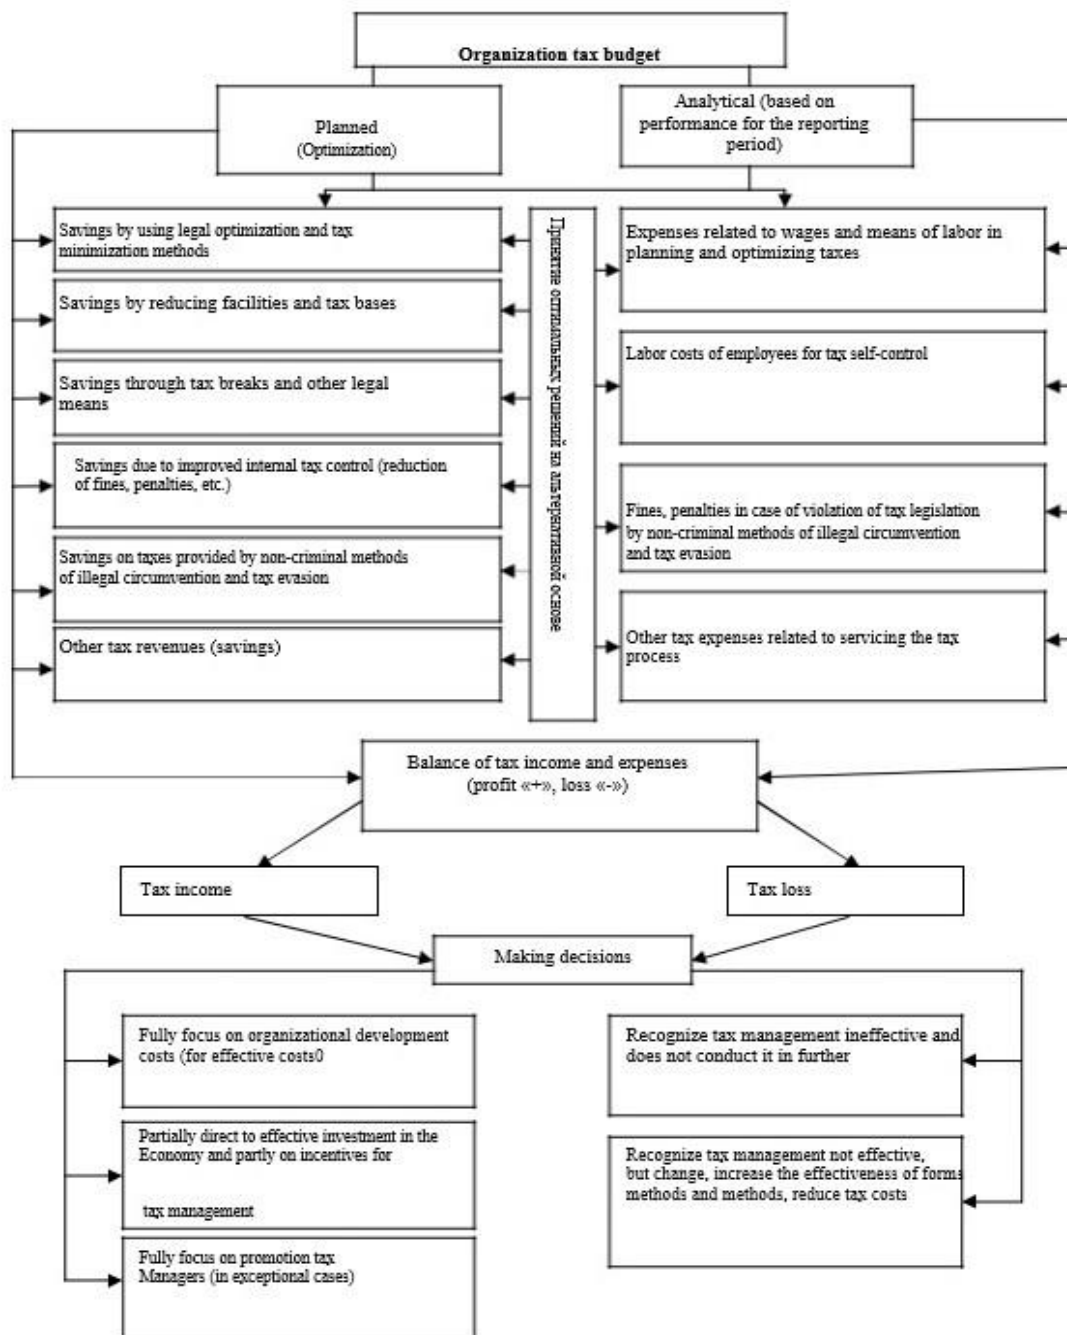 Organization tax budget
Planned
(Optimization)
Analytical (based on
performance for the reporting
period)
Savings by using legal optimization and tax
minimization methods
Savings by reducing facilities and tax bases
Savings through tax breaks and other legal
means
Savings due to improved internal tax control (reduction
of fines, penalties, etc.)
Savings on taxes provided by non-criminal methods
of illegal circumvention and tax evasion
Other tax revenues (savings)
Принятие оптимальных решений на альтернативной основе
Expenses related to wages and means of labor in
planning and optimizing taxes
Labor costs of employees for tax self-control
Fines, penalties in case of violation of tax legislation
by non-criminal methods of illegal circumvention
and tax evasion
Other tax expenses related to servicing the tax
process
Balance of tax income and expenses
(profit «+», loss «-»)
Tax income
Tax loss
Making decisions
Fully focus on organizational development
costs (for effective costs0
Partially direct to effective investment in the
Economy and partly on incentives for
tax management
Fully focus on promotion tax
Managers (in exceptional cases)
Recognize tax management ineffective and
does not conduct it in further
Recognize tax management not effective,
but change, increase the effectiveness of forms
methods and methods, reduce tax costs